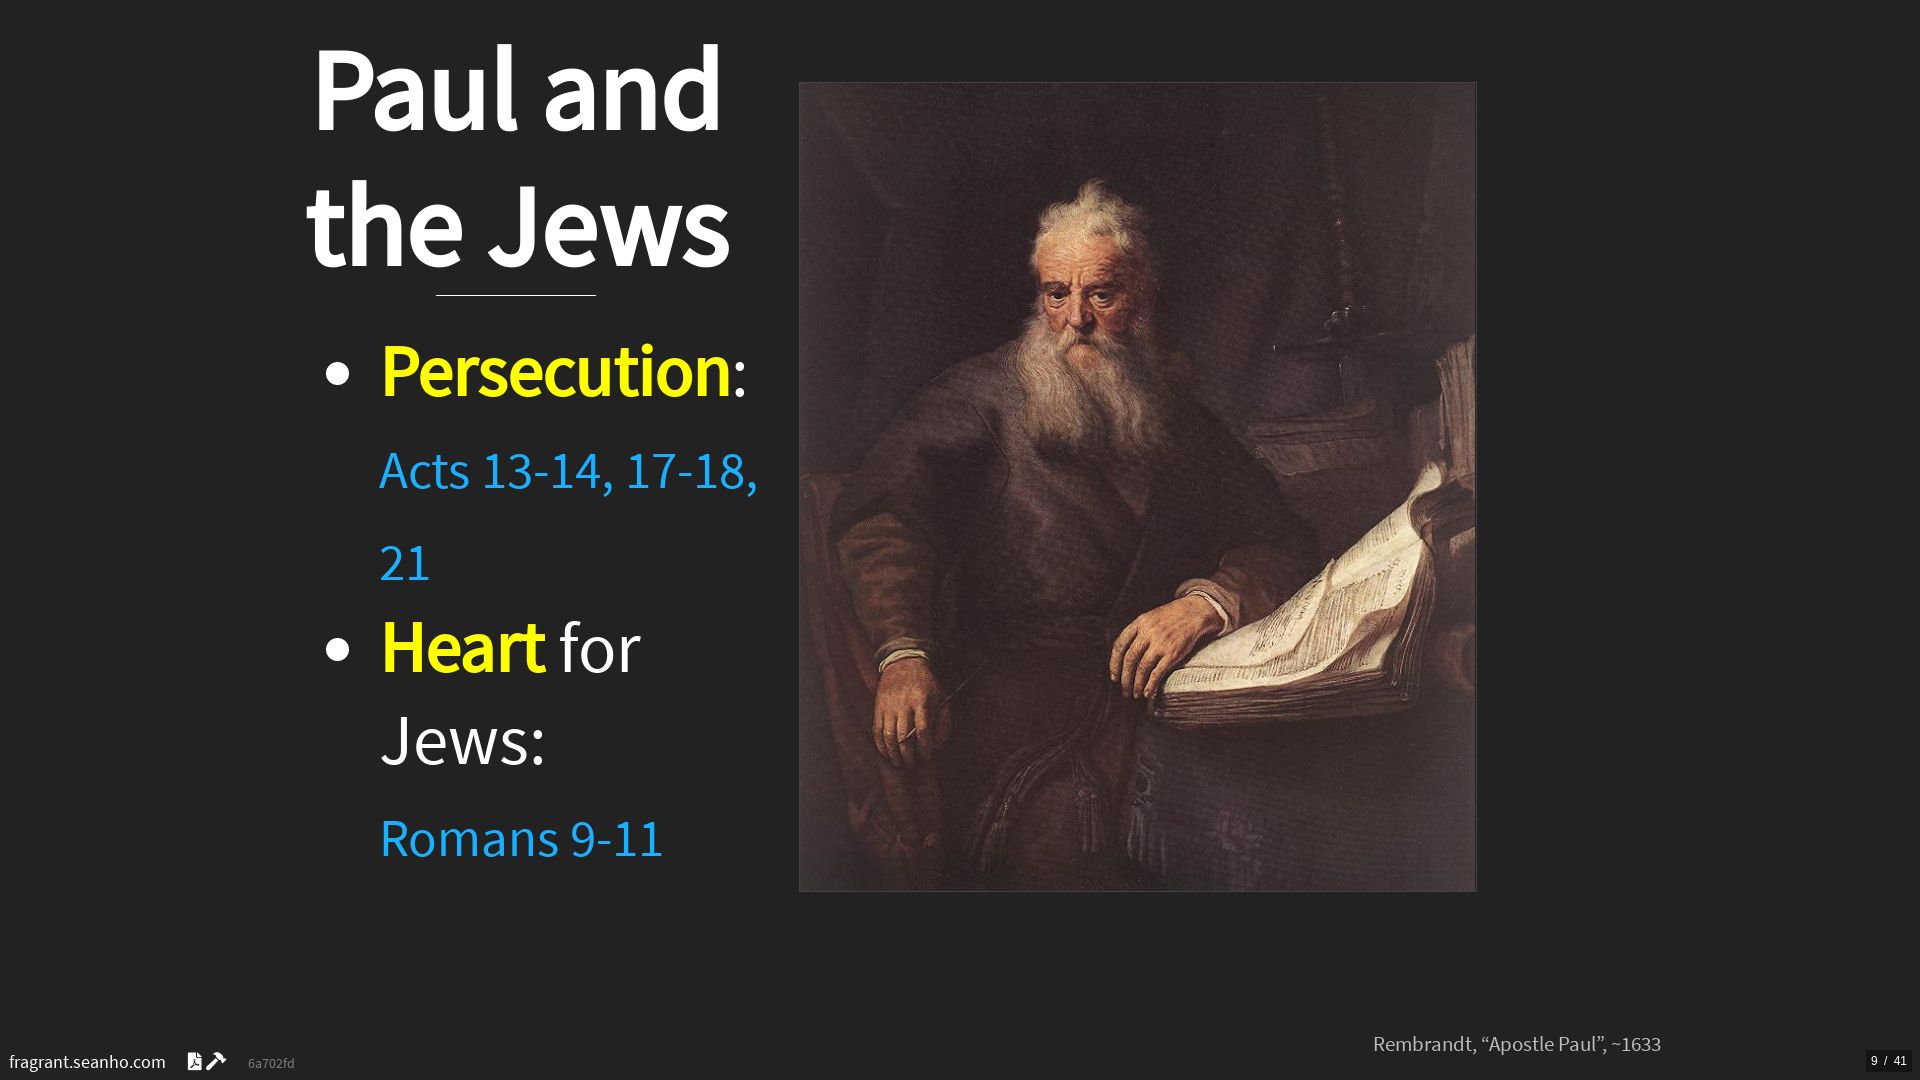 Paul and
the Jews
Persecution:
Acts 13-14, 17-18,
21
Heart for
Jews:
Romans 9-11
Rembrandt, “Apostle Paul”, ~1633
fragrant.seanho.com
6a702fd
9 / 41